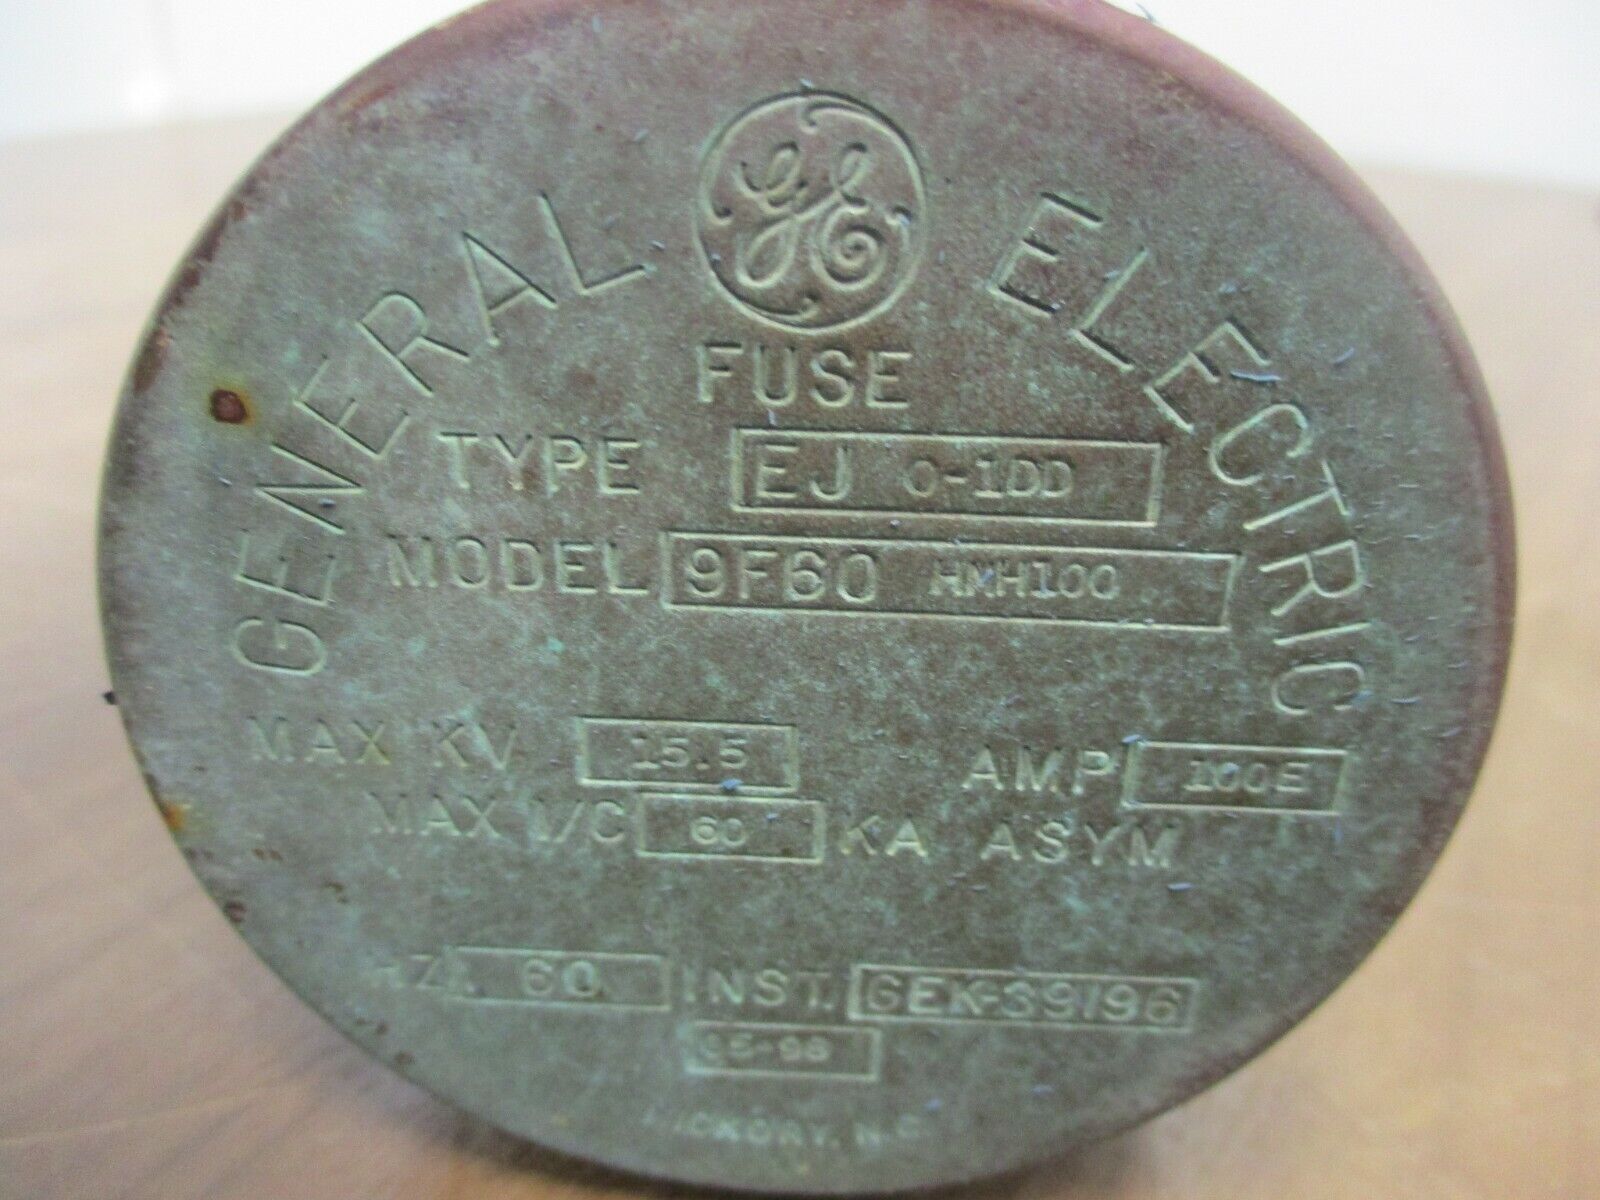 GENERAL GE ELECTRIC
FUSE
TYPE EJ O-1DD
MODEL 9F60 HMH100
MAX KV 15.5 AMP 100E
MAX I/C 60 KA ASYM
HZ. 60 INST. GEK-39196
HICKORY, N.C.